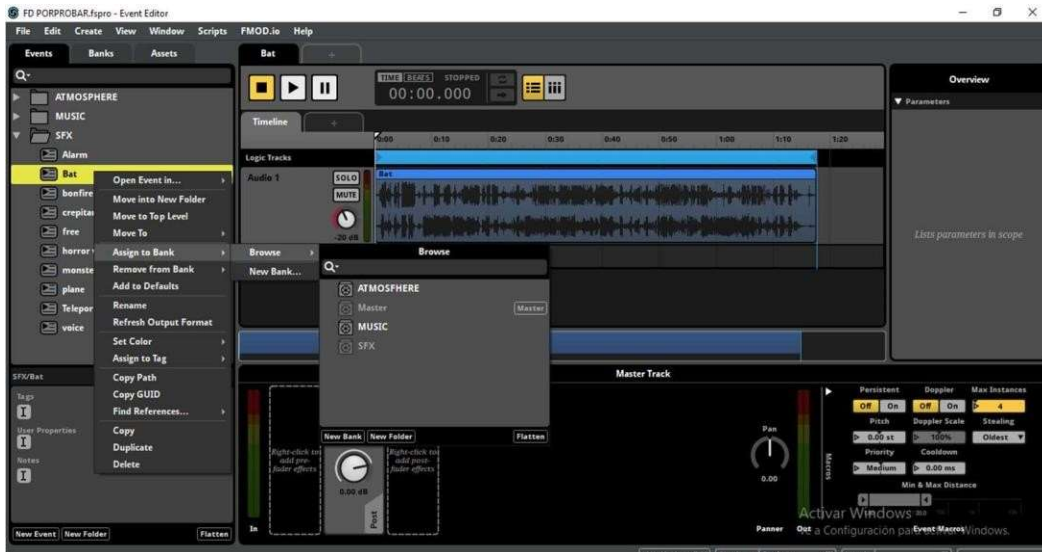 FD PORPROBAR.fspro - Event Editor
File Edit Create View Window Scripts FMOD.io Help
Events Banks Assets
Bat
ATMOSPHERE
MUSIC
SFX
Alarm
Bat
bonfire
crepita
free
horror
monste
plane
Telepor
voice
Open Event in...
Move into New Folder
Move to Top Level
Move To
Assign to Bank
Remove from Bank
Add to Defaults
Rename
Refresh Output Format
Set Color
Assign to Tag
Copy Path
Copy GUID
Find References...
Copy
Duplicate
Delete
Browse
New Bank...
Browse
ATMOSFHERE
Master Master
MUSIC
SFX
New Bank New Folder Flatten
TIME BEATS STOPPED
00:00.000
Timeline
0:00 0:10 0:20 0:30 0:40 0:50 1:00 1:10 1:20
Logic Tracks
Audio 1
SOLO
MUTE
-20 dB
Bat
Overview
Parameters
Lists parameters in scope
SFX/Bat
Tags
User Properties
Notes
New Event New Folder Flatten
Master Track
Right-click to add pre-fader effects
0.00 dB
Post
Right-click to add post-fader effects
In
Pan
0.00
Panner Out
Macros
Persistent Doppler Max Instances
Off On Off On 4
Pitch Doppler Scale Stealing
0.00 st 100% Oldest
Priority Cooldown
Medium 0.00 ms
Min & Max Distance
Event Macros
Activar Windows
Ve a Configuración para activar Windows.